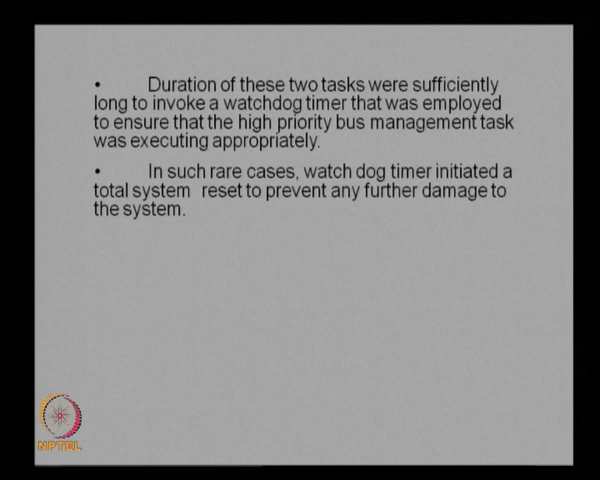 • Duration of these two tasks were sufficiently
long to invoke a watchdog timer that was employed
to ensure that the high priority bus management task
was executing appropriately.
• In such rare cases, watch dog timer initiated a
total system reset to prevent any further damage to
the system.
NPTEL